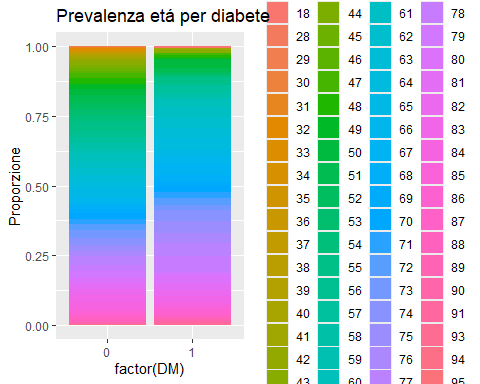 Prevalenza etá per diabete
Proporzione
1.00
0.75
0.50
0.25
0.00
0 1
factor(DM)
18 44 61 78
28 45 62 79
29 46 63 80
30 47 64 81
31 48 65 82
32 49 66 83
33 50 67 84
34 51 68 85
35 52 69 86
36 53 70 87
37 54 71 88
38 55 72 89
39 56 73 90
40 57 74 91
41 58 75 93
42 59 76 94
43 60 77 95